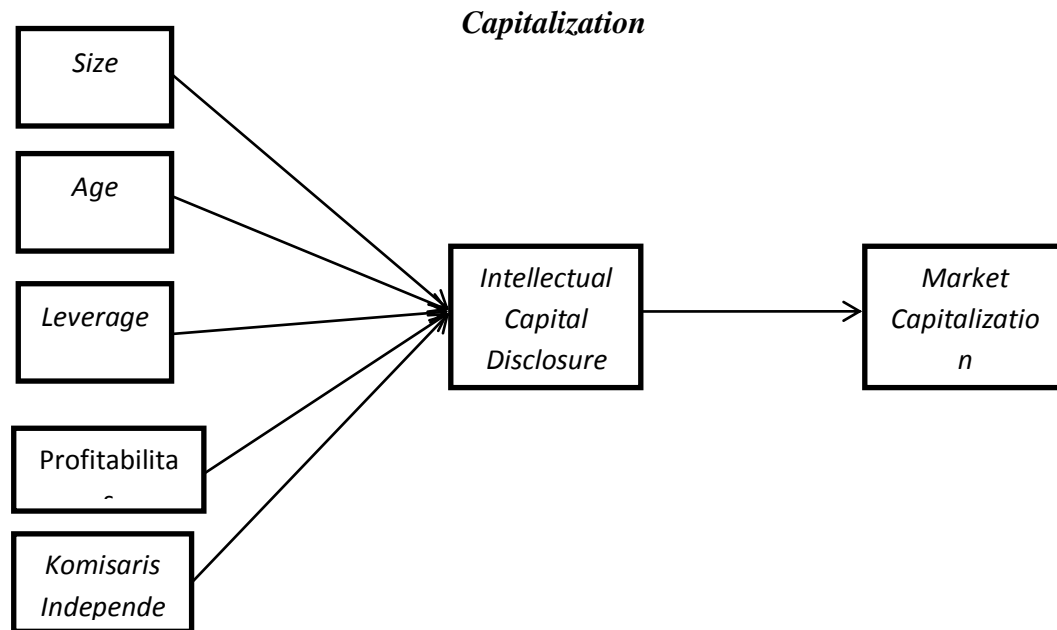 Capitalization
Size
Age
Leverage
Profitabilita
Komisaris
Independe
Intellectual
Capital
Disclosure
Market
Capitalizatio
n